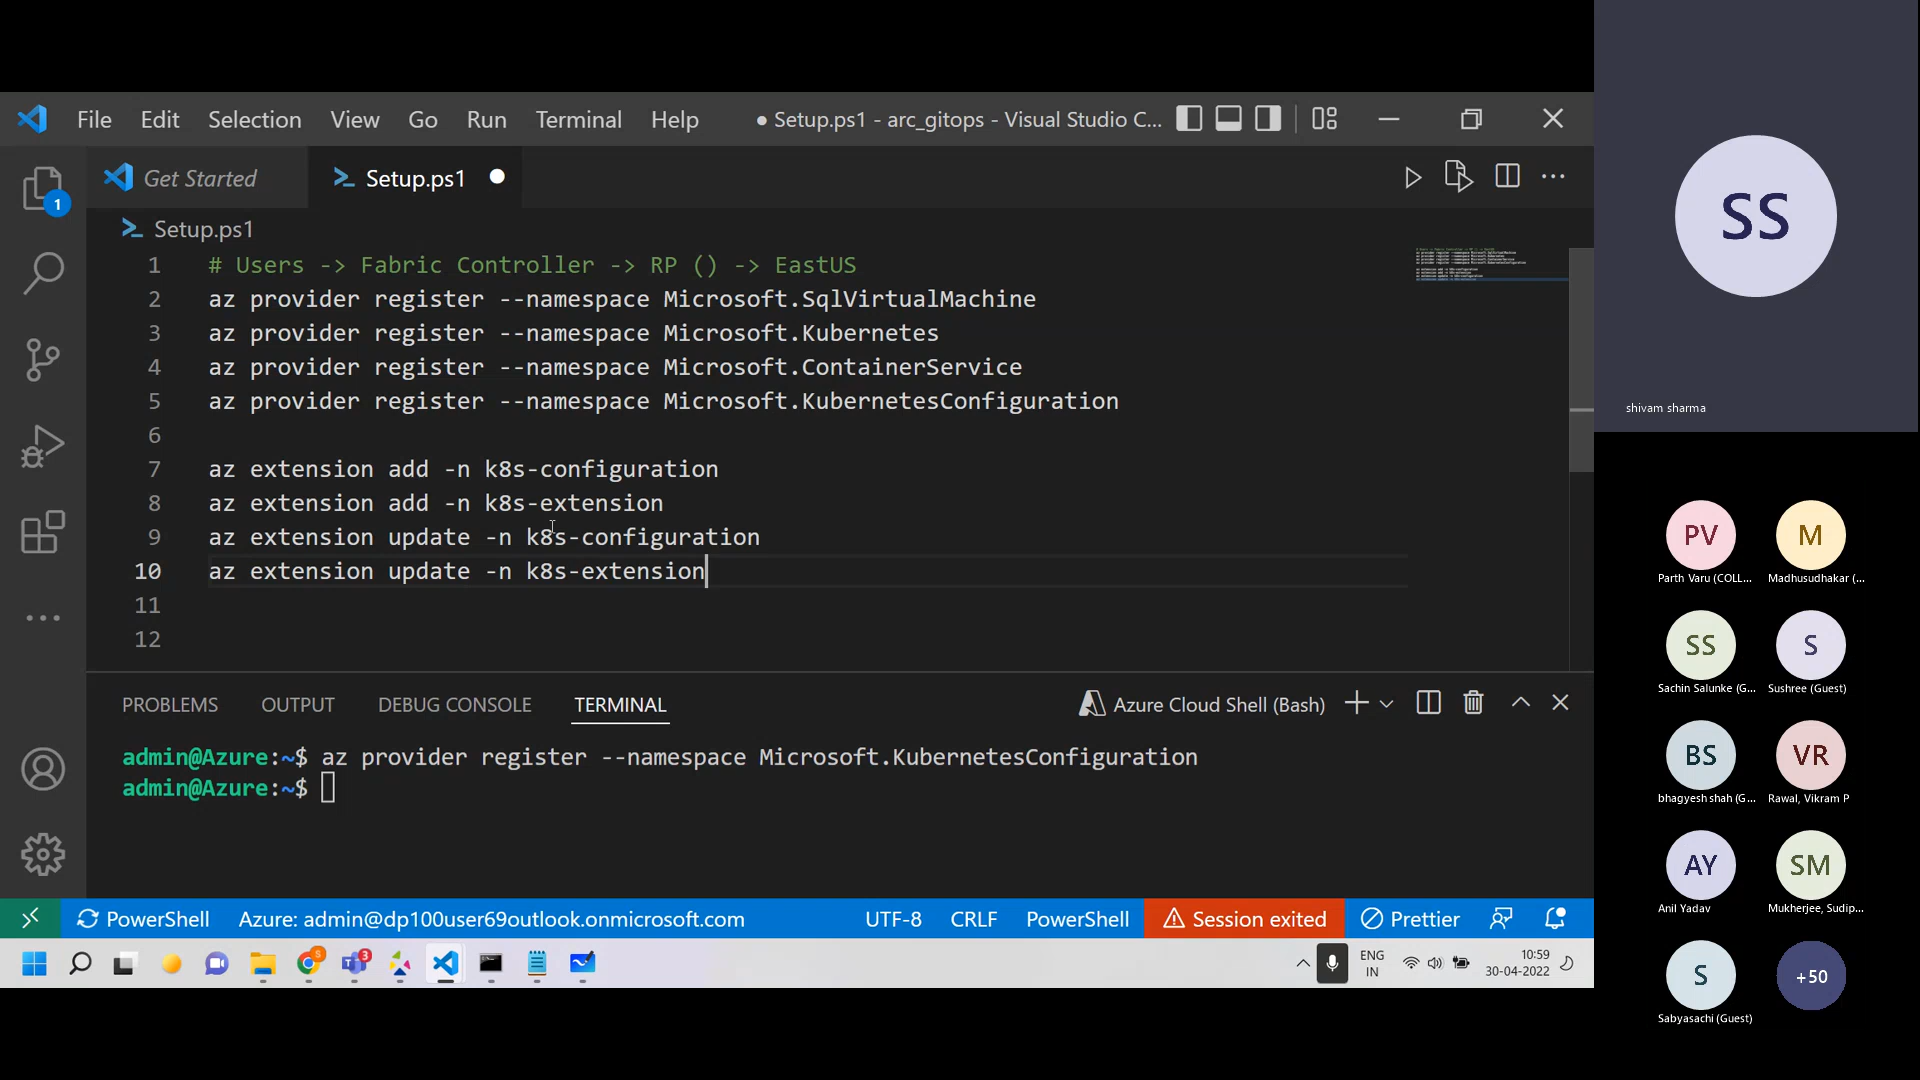 File Edit Selection View Go Run Terminal Help ● Setup.ps1 - arc_gitops - Visual Studio C...
Get Started Setup.ps1
1
Setup.ps1
1 # Users -> Fabric Controller -> RP () -> EastUS
2 az provider register --namespace Microsoft.SqlVirtualMachine
3 az provider register --namespace Microsoft.Kubernetes
4 az provider register --namespace Microsoft.ContainerService
5 az provider register --namespace Microsoft.KubernetesConfiguration
6
7 az extension add -n k8s-configuration
8 az extension add -n k8s-extension
9 az extension update -n k8s-configuration
10 az extension update -n k8s-extension
11
12
PROBLEMS OUTPUT DEBUG CONSOLE TERMINAL Azure Cloud Shell (Bash)
admin@Azure:~$ az provider register --namespace Microsoft.KubernetesConfiguration
admin@Azure:~$
PowerShell Azure: admin@dp100user69outlook.onmicrosoft.com UTF-8 CRLF PowerShell Session exited Prettier
S 3 ENG IN 10:59 30-04-2022
SS
shivam sharma
PV M
Parth Varu (COLL... Madhusudhakar (...
SS S
Sachin Salunke (G... Sushree (Guest)
BS VR
bhagyesh shah (G... Rawal, Vikram P
AY SM
Anil Yadav Mukherjee, Sudip...
S +50
Sabyasachi (Guest)